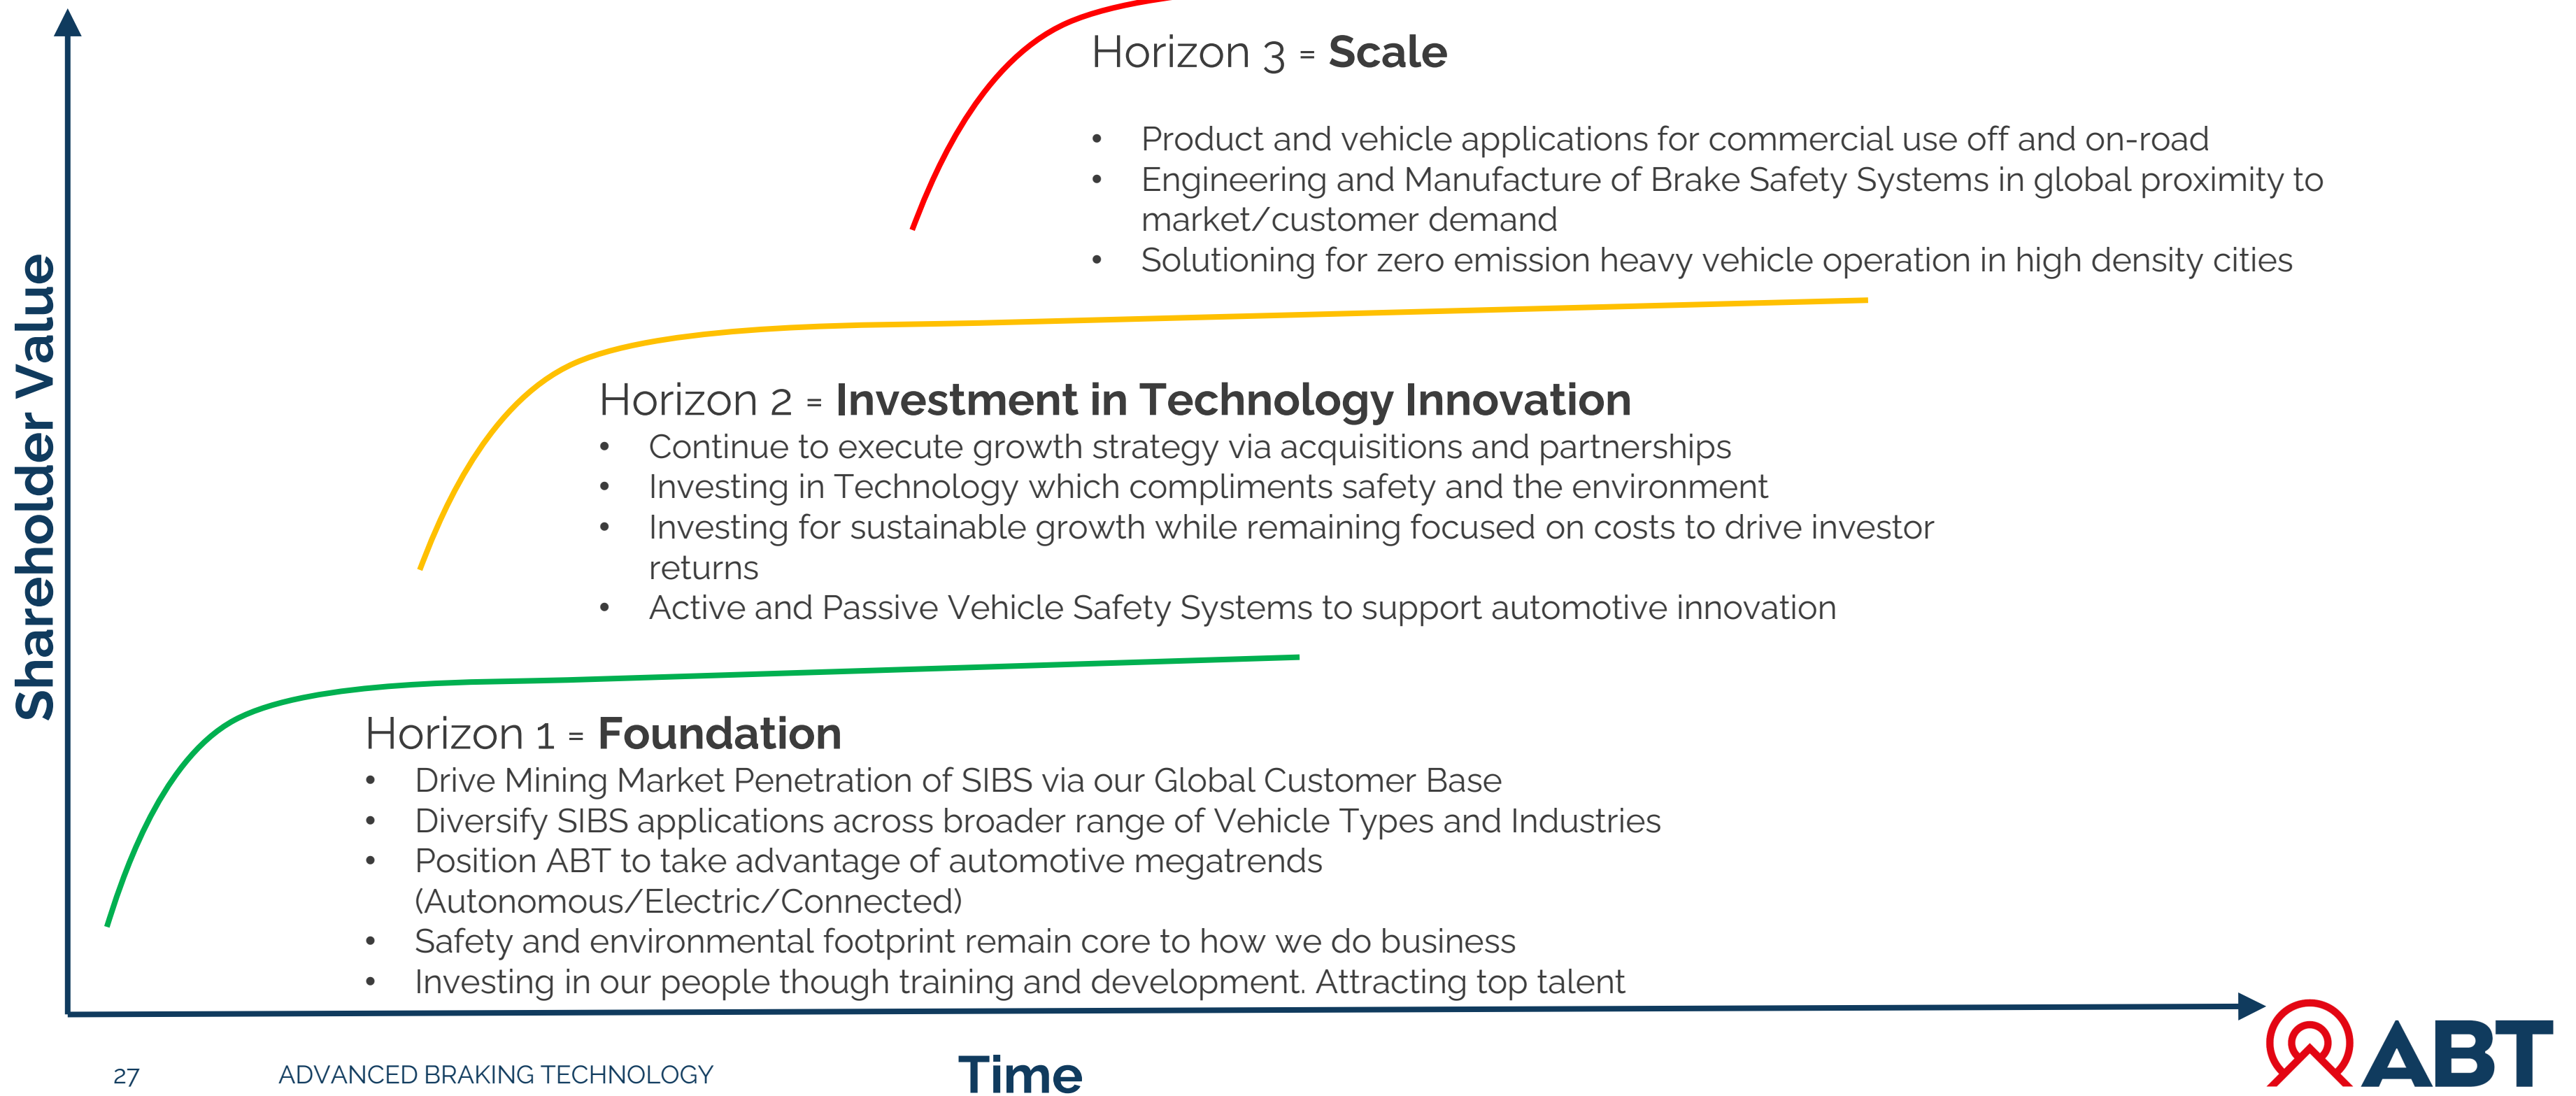 Horizon 3 = Scale
• Product and vehicle applications for commercial use off and on-road
• Engineering and Manufacture of Brake Safety Systems in global proximity to
market/customer demand
• Solutioning for zero emission heavy vehicle operation in high density cities
Shareholder Value
Horizon 2 = Investment in Technology Innovation
• Continue to execute growth strategy via acquisitions and partnerships
• Investing in Technology which compliments safety and the environment
• Investing for sustainable growth while remaining focused on costs to drive investor
returns
• Active and Passive Vehicle Safety Systems to support automotive innovation
Horizon 1 = Foundation
• Drive Mining Market Penetration of SIBS via our Global Customer Base
• Diversify SIBS applications across broader range of Vehicle Types and Industries
• Position ABT to take advantage of automotive megatrends
(Autonomous/Electric/Connected)
• Safety and environmental footprint remain core to how we do business
• Investing in our people though training and development. Attracting top talent
27
ADVANCED BRAKING TECHNOLOGY
Time
ABT